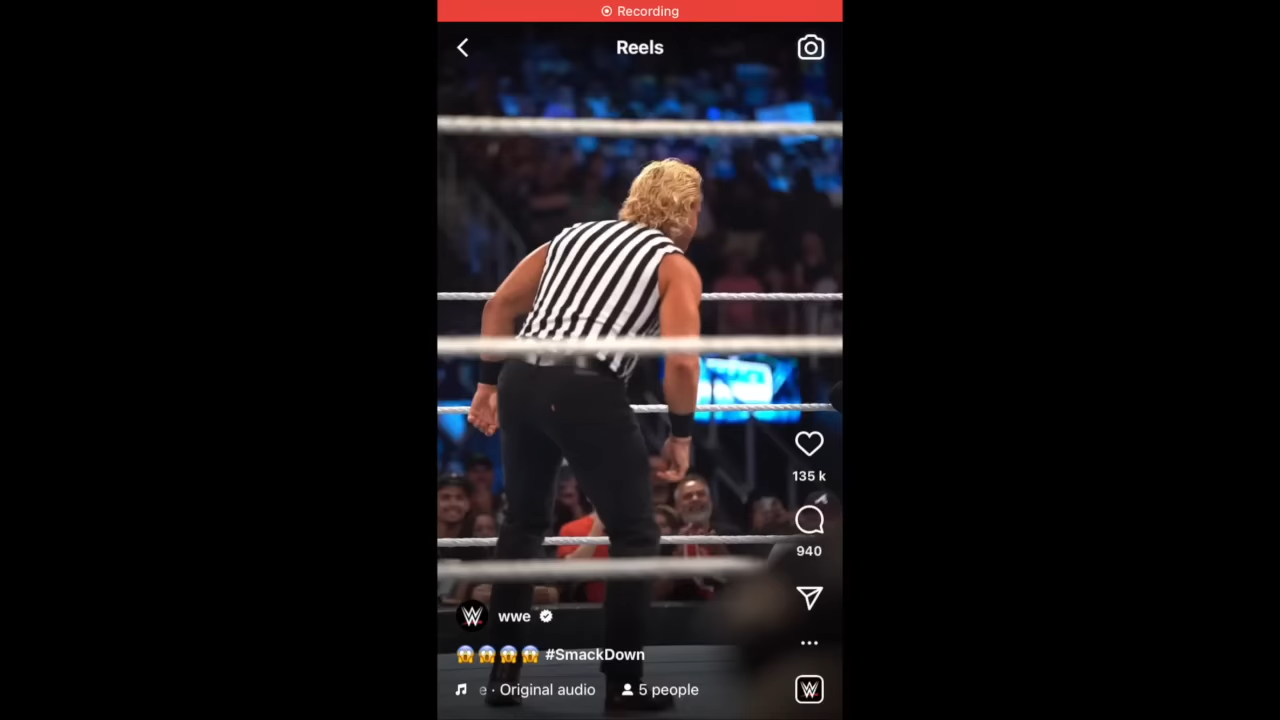 Recording
Reels
135 k
940
wwe
😱😱😱😱 #SmackDown
e · Original audio
5 people